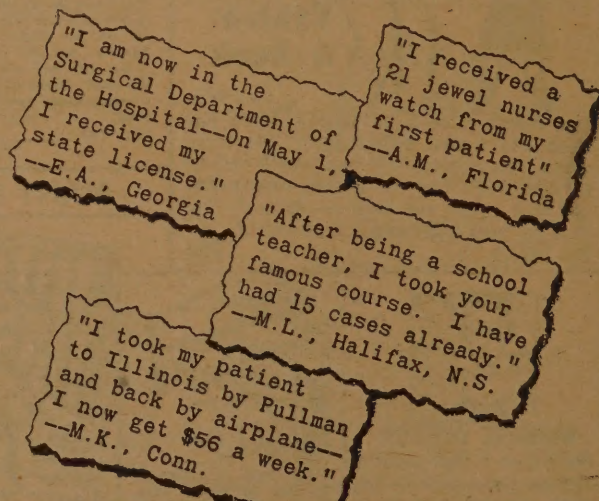 "I am now in the
Surgical Department of
the Hospital--On May 1,
I received my
state license."
--E.A., Georgia
"I received a
21 jewel nurses
watch from my
first patient"
--A.M., Florida
"After being a school
teacher, I took your
famous course. I have
had 15 cases already."
--M.L., Halifax, N.S.
"I took my patient
to Illinois by Pullman
and back by airplane--
I now get $56 a week."
--M.K., Conn.